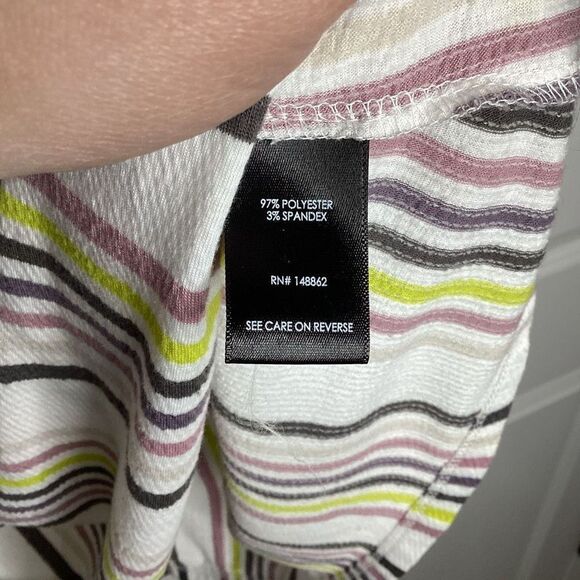 97% POLYESTER
3% SPANDEX
RN# 148862
SEE CARE ON REVERSE